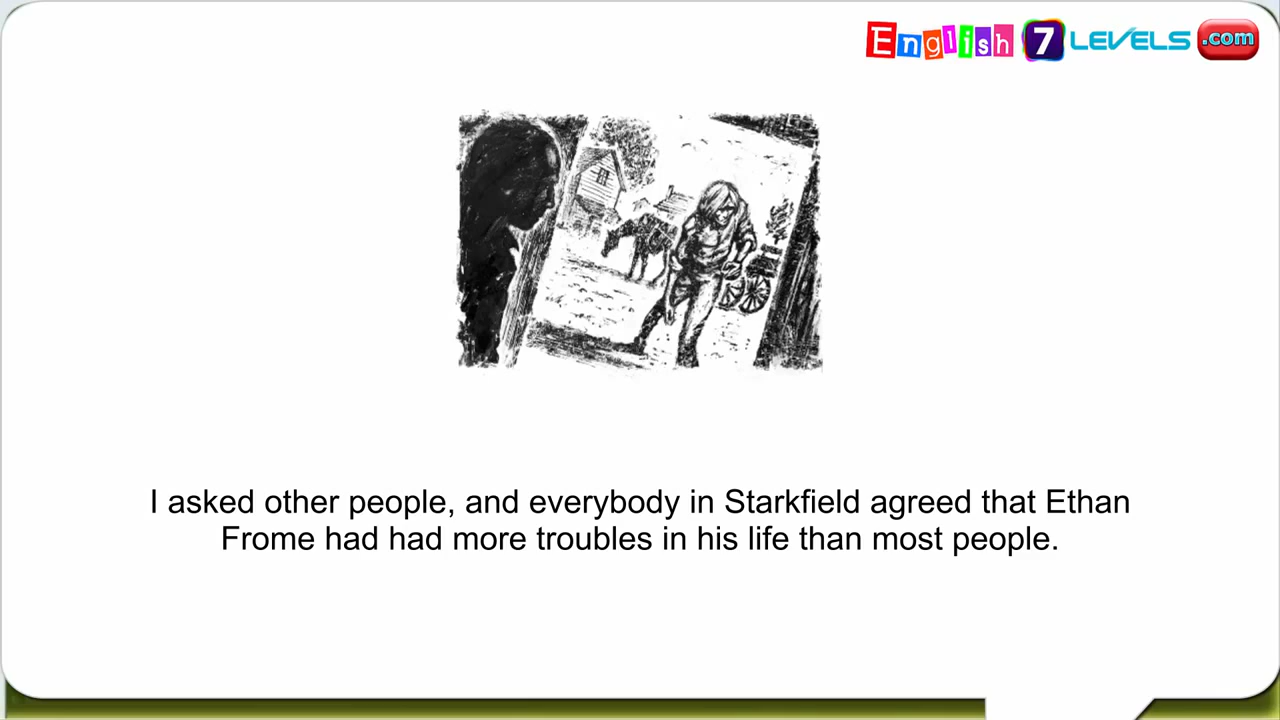 English 7 LEVELS .com
I asked other people, and everybody in Starkfield agreed that Ethan
Frome had had more troubles in his life than most people.